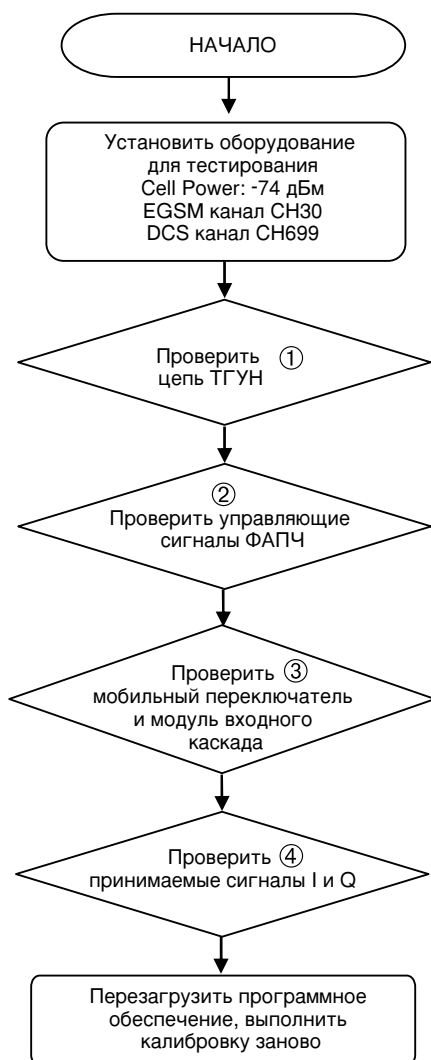 НАЧАЛО
Установить оборудование
для тестирования
Cell Power: -74 дБм
EGSM канал CH30
DCS канал CH699
Проверить ①
цепь ТГУН
②
Проверить управляющие
сигналы ФАПЧ
Проверить ③
мобильный переключатель
и модуль входного
каскада
Проверить ④
принимаемые сигналы I и Q
Перезагрузить программное
обеспечение, выполнить
калибровку заново